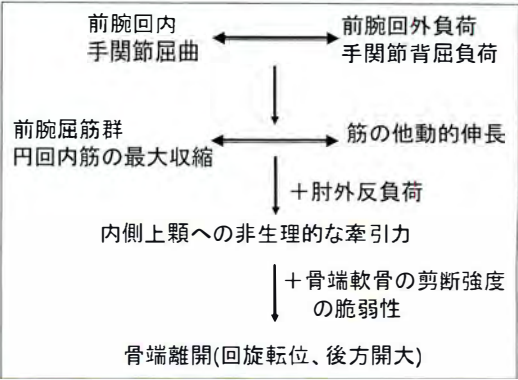 前腕回内
手関節屈曲
前腕回外負荷
手関節背屈負荷
前腕屈筋群
円回内筋の最大収縮
筋の他動的伸長
＋肘外反負荷
内側上顆への非生理的な牽引力
＋骨端軟骨の剪断強度
の脆弱性
骨端離開(回旋転位、後方開大)